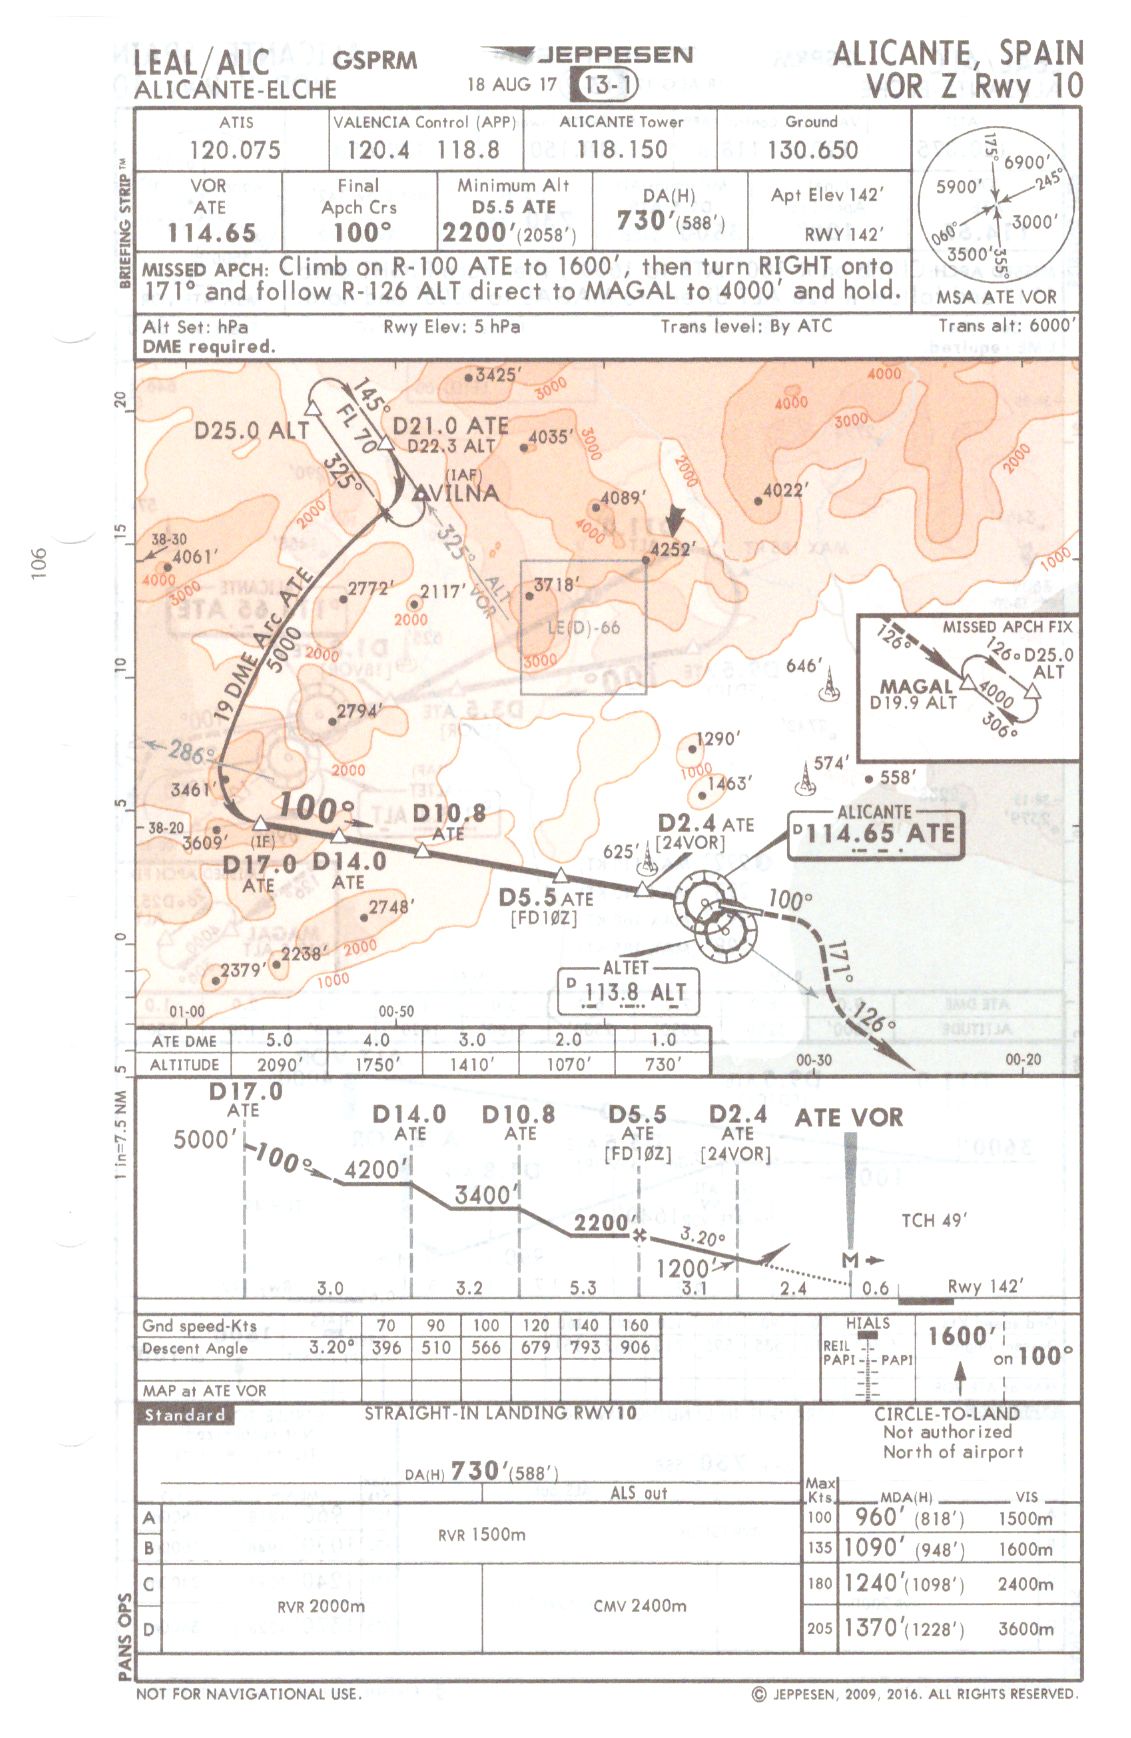 LEAL/ALC GSPRM JEPPESEN ALICANTE, SPAIN
ALICANTE-ELCHE 18 AUG 17 13-1 VOR Z Rwy 10
BRIEFING STRIP™
ATIS VALENCIA Control (APP) ALICANTE Tower Ground
120.075 120.4 118.8 118.150 130.650
VOR Final Minimum Alt DA(H) Apt Elev 142'
ATE Apch Crs D5.5 ATE 730'(588')
114.65 100° 2200'(2058') RWY 142'
175° 6900' 245°
5900' 3000'
060° 3500' 355°
MSA ATE VOR
MISSED APCH: Climb on R-100 ATE to 1600', then turn RIGHT onto
171° and follow R-126 ALT direct to MAGAL to 4000' and hold.
Alt Set: hPa Rwy Elev: 5 hPa Trans level: By ATC Trans alt: 6000'
DME required.
106
20
15
10
5
0
5
1 in=7.5 NM
3425'
3000
4000
4000
3000
2000
145°
FL 70
325°
D25.0 ALT
D21.0 ATE
D22.3 ALT
(IAF)
VILNA
4035'
3000
2000
4089'
4000
4022'
4252'
2000
1000
38-30
4061'
4000
3000
325° ALT VOR
2772'
2117'
2000
2000
3718'
LE(D)-66
3000
19 DME Arc ATE
5000
2794'
2000
286°
3461'
38-20
3609'
(IF)
100°
D17.0
ATE
D14.0
ATE
D10.8
ATE
D5.5 ATE
[FD1ØZ]
D2.4 ATE
[24VOR]
625'
1290'
1000
1463'
646'
574'
558'
MISSED APCH FIX
126°
126° D25.0
ALT
MAGAL
D19.9 ALT
4000
306°
ALICANTE
D 114.65 ATE
ALTET
D 113.8 ALT
100°
171°
126°
2748'
2238'
2000
2379'
1000
01-00 00-50 00-30 00-20
ATE DME 5.0 4.0 3.0 2.0 1.0
ALTITUDE 2090' 1750' 1410' 1070' 730'
D17.0
ATE
D14.0
ATE
D10.8
ATE
D5.5
ATE
[FD1ØZ]
D2.4
ATE
[24VOR]
ATE VOR
5000'
100°
4200'
3400'
2200'
3.20°
1200'
TCH 49'
M
3.0 3.2 5.3 3.1 2.4 0.6 Rwy 142'
Gnd speed-Kts 70 90 100 120 140 160
Descent Angle 3.20° 396 510 566 679 793 906
MAP at ATE VOR
HIALS
REIL
PAPI PAPI
1600'
on 100°
Standard STRAIGHT-IN LANDING RWY10
DA(H) 730'(588')
ALS out
A
B
RVR 1500m
C
D
RVR 2000m CMV 2400m
CIRCLE-TO-LAND
Not authorized
North of airport
Max
Kts MDA(H) VIS
100 960' (818') 1500m
135 1090' (948') 1600m
180 1240'(1098') 2400m
205 1370'(1228') 3600m
PANS OPS
NOT FOR NAVIGATIONAL USE. © JEPPESEN, 2009, 2016. ALL RIGHTS RESERVED.